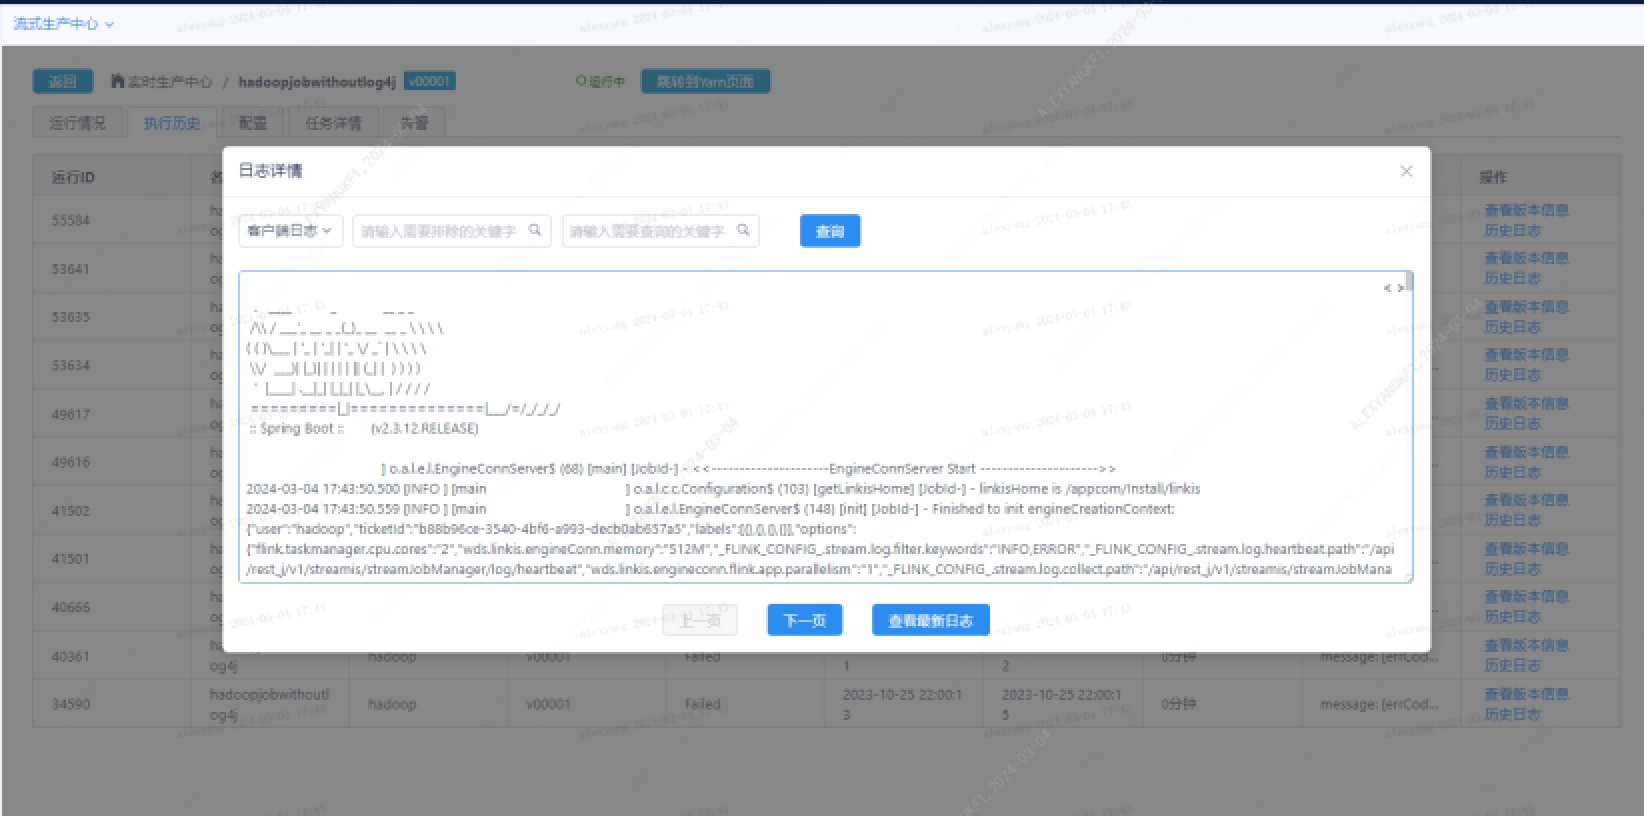 流式生产中心
返回 实时生产中心 / hadoopjobwithoutlog4j v00001 运行中 跳转到Yarn页面
运行情况 执行历史 配置 任务详情 告警
运行ID 操作
日志详情
客户端日志 请输入需要排除的关键字 请输入需要查询的关键字 查询
55584 查看版本信息
历史日志
53641 查看版本信息
历史日志
53635 查看版本信息
历史日志
53634 查看版本信息
历史日志
49617 查看版本信息
历史日志
49616 查看版本信息
历史日志
41502 查看版本信息
历史日志
41501 查看版本信息
历史日志
40666 查看版本信息
历史日志
:: Spring Boot :: (v2.3.12.RELEASE)
] o.a.l.e.l.EngineConnServer$ (68) [main] [JobId-] - <<----------------------EngineConnServer Start ---------------------->>
2024-03-04 17:43:50.500 [INFO ] [main ] o.a.l.c.c.Configuration$ (103) [getLinkisHome] [JobId-] - linkisHome is /appcom/Install/linkis
2024-03-04 17:43:50.559 [INFO ] [main ] o.a.l.e.l.EngineConnServer$ (148) [init] [JobId-] - Finished to init engineCreationContext:
{"user":"hadoop","ticketId":"b88b96ce-3540-4bf6-a993-decb0ab657a5","labels":[{},{},{},{}],"options":
{"flink.taskmanager.cpu.cores":"2","wds.linkis.engineConn.memory":"512M","_FLINK_CONFIG_.stream.log.filter.keywords":"INFO,ERROR","_FLINK_CONFIG_.stream.log.heartbeat.path":"/api
/rest_j/v1/streamis/streamJobManager/log/heartbeat","wds.linkis.engineconn.flink.app.parallelism":"1","_FLINK_CONFIG_.stream.log.collect.path":"/api/rest_j/v1/streamis/streamJobMana
上一页 下一页 查看最新日志
40361 og4j hadoop v00001 Failed 1 2 0分钟 message: [errCod... 查看版本信息
历史日志
34590 hadoopjobwithoutl hadoop v00001 Failed 2023-10-25 22:00:1 2023-10-25 22:00:1 0分钟 message: [errCod... 查看版本信息
og4j 3 5 历史日志